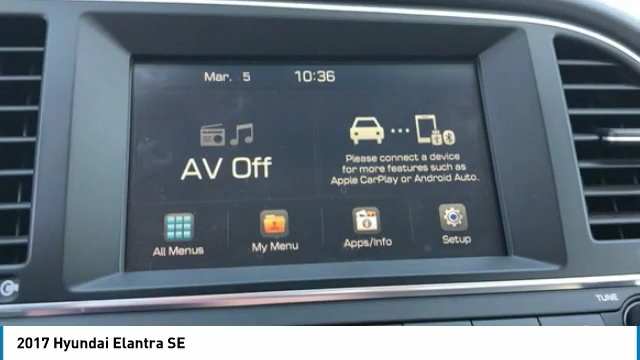 Mar. 5 10:36
AV Off
Please connect a device
for more features such as
Apple CarPlay or Android Auto.
All Menus
My Menu
Apps/Info
Setup
TUNE
2017 Hyundai Elantra SE